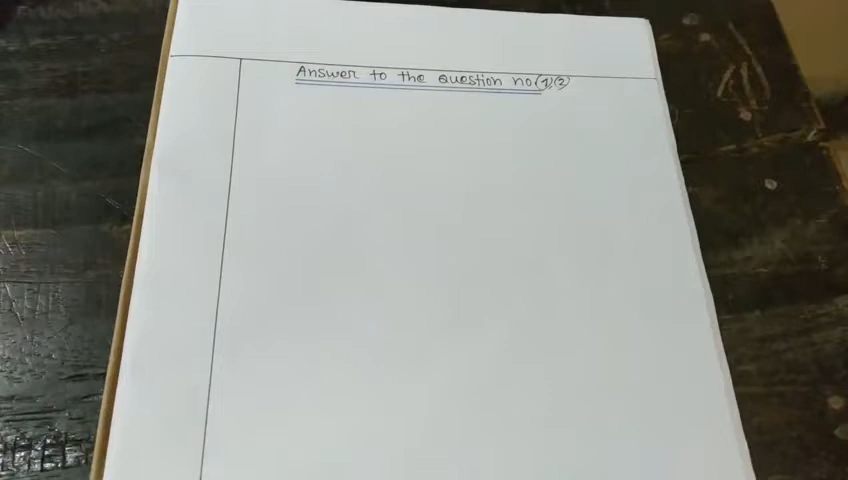 Answer to the question no (1)(2)